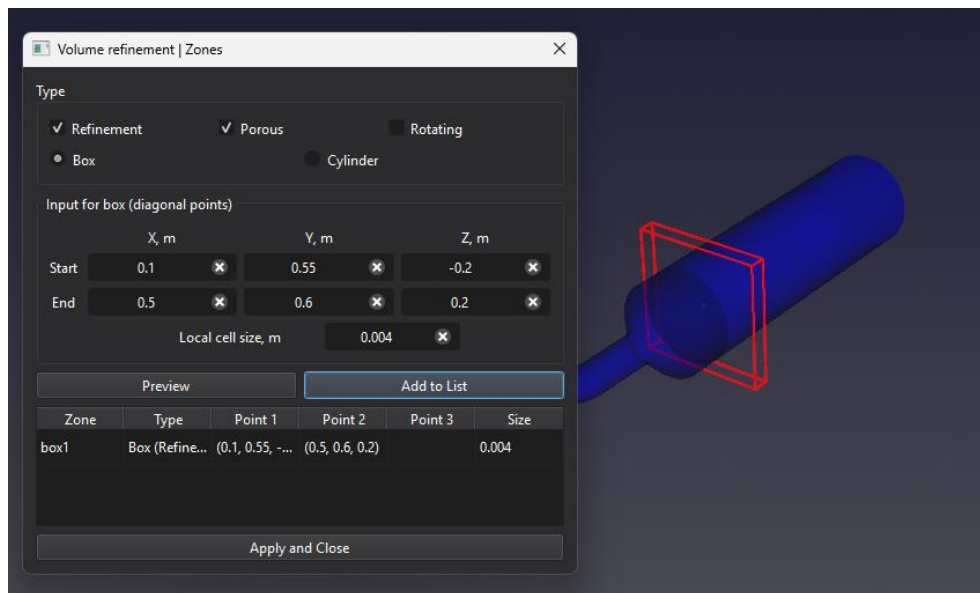 Volume refinement | Zones
Type
Refinement Porous Rotating
Box Cylinder
Input for box (diagonal points)
X, m Y, m Z, m
Start 0.1 0.55 -0.2
End 0.5 0.6 0.2
Local cell size, m 0.004
Preview Add to List
Zone Type Point 1 Point 2 Point 3 Size
box1 Box (Refine... (0.1, 0.55, -... (0.5, 0.6, 0.2) 0.004
Apply and Close